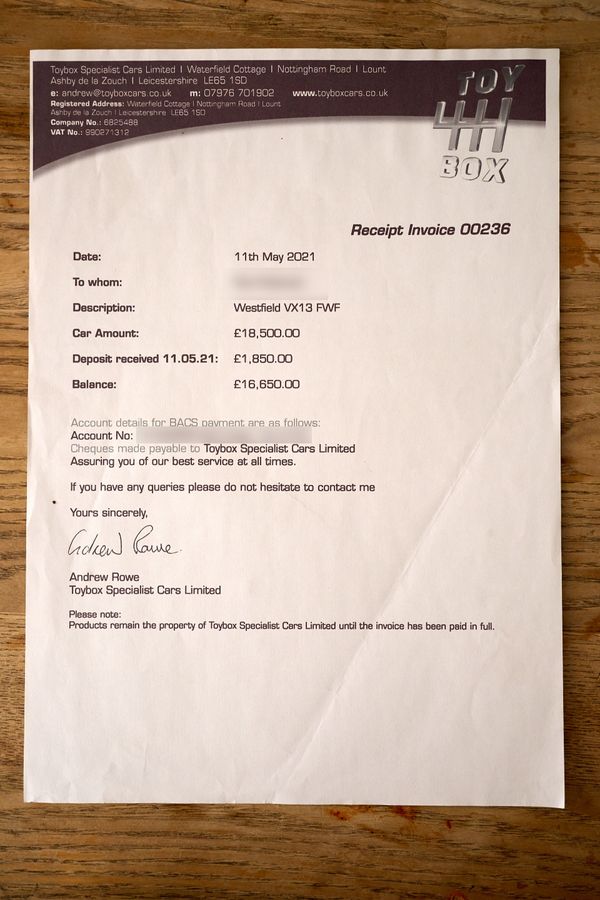 Toybox Specialist Cars Limited | Waterfield Cottage | Nottingham Road | Lount
Ashby de la Zouch | Leicestershire LE65 1SD
e: andrew@toyboxcars.co.uk m: 07976 701902 www.toyboxcars.co.uk
Registered Address: Waterfield Cottage | Nottingham Road | Lount
Ashby de la Zouch | Leicestershire LE65 1SD
Company No.: 6825488
VAT No.: 990271312
TOY
BOX
Receipt Invoice 00236
Date: 11th May 2021
To whom:
Description: Westfield VX13 FWF
Car Amount: £18,500.00
Deposit received 11.05.21: £1,850.00
Balance: £16,650.00
Account details for BACS payment are as follows:
Account No:
Cheques made payable to Toybox Specialist Cars Limited
Assuring you of our best service at all times.
If you have any queries please do not hesitate to contact me
Yours sincerely,
Andrew Rowe
Andrew Rowe
Toybox Specialist Cars Limited
Please note:
Products remain the property of Toybox Specialist Cars Limited until the invoice has been paid in full.